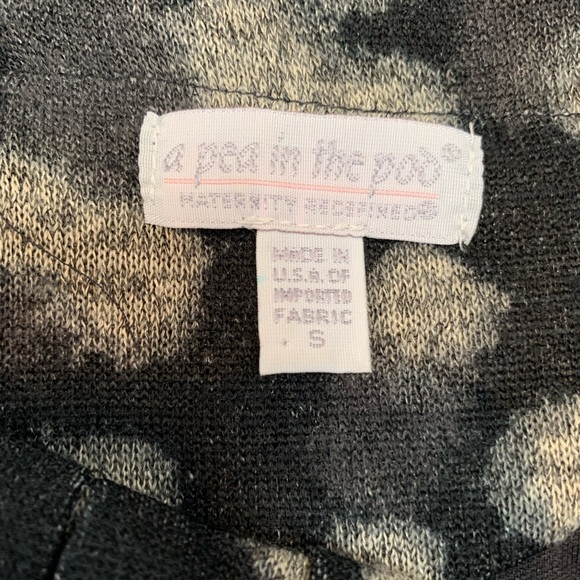 a pea in the pod®
MATERNITY REDEFINED®
MADE IN
U.S.A. OF
IMPORTED
FABRIC
S